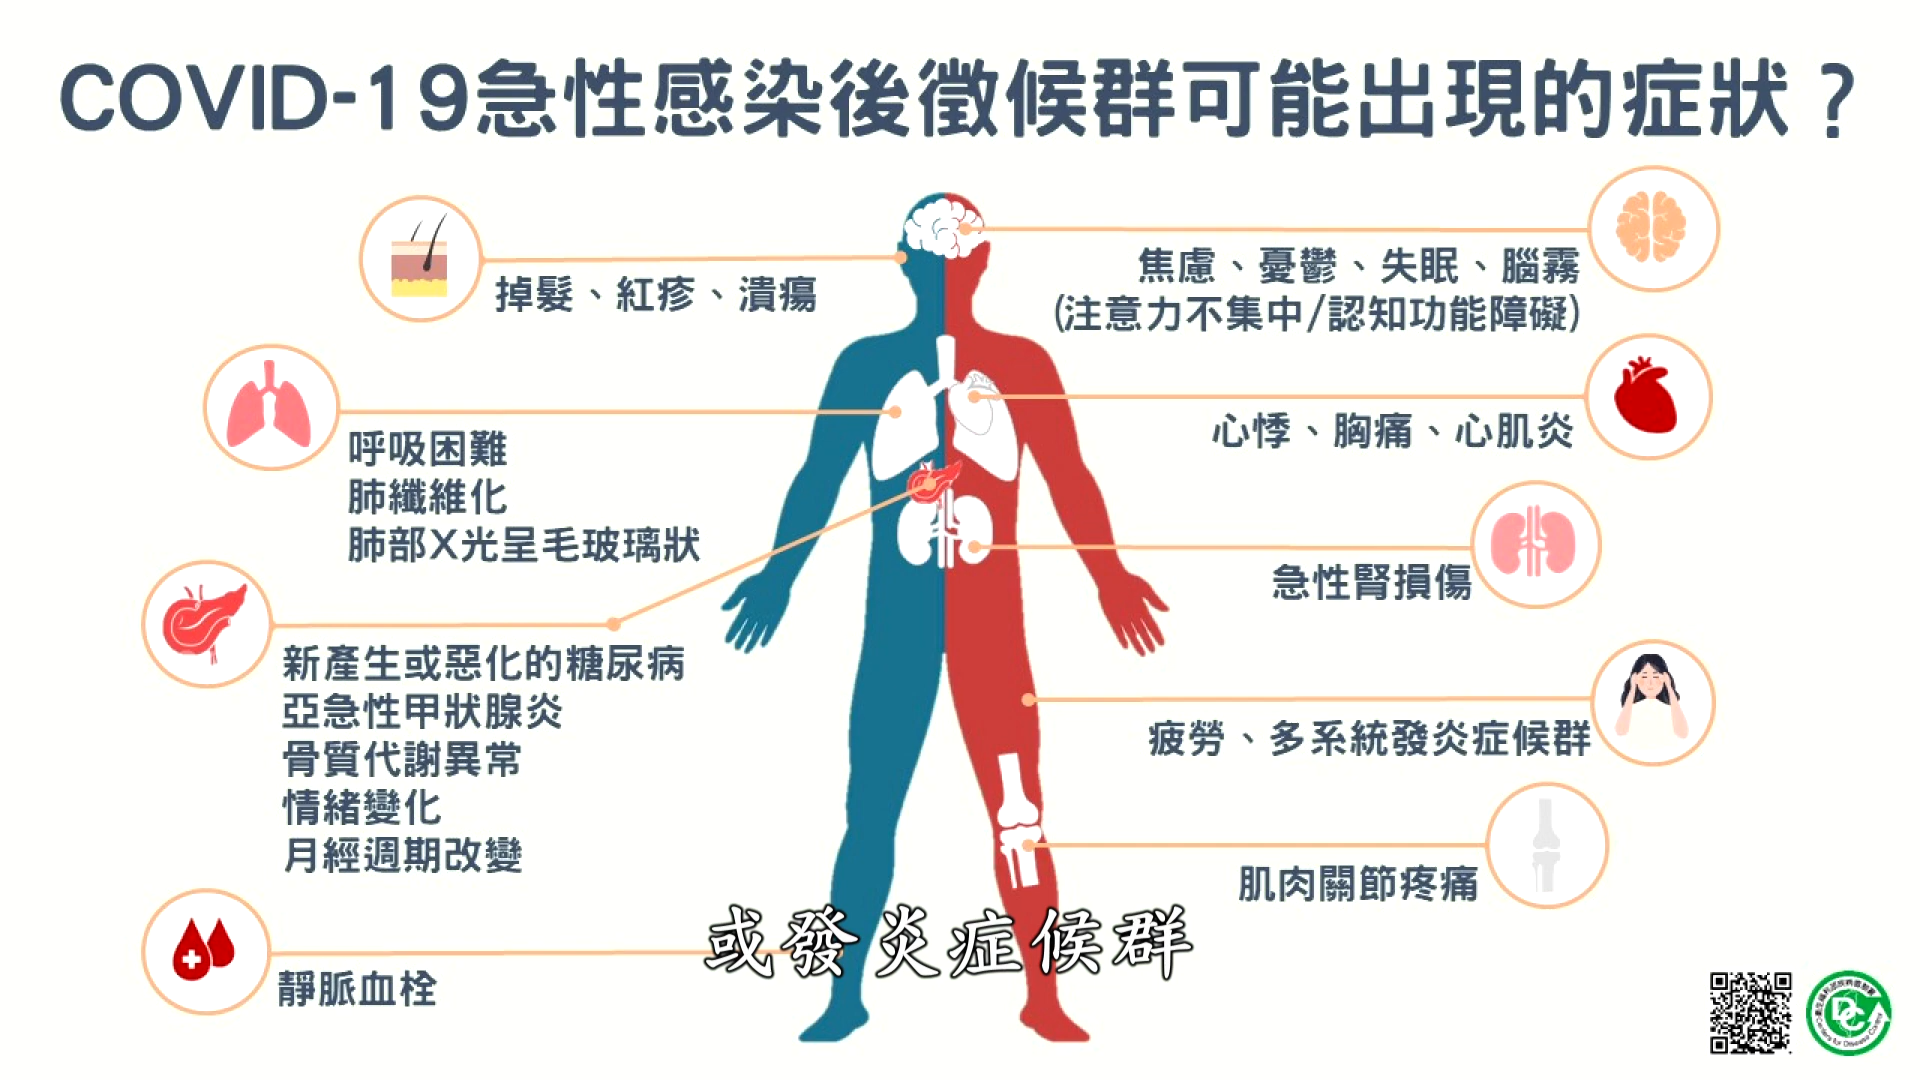 COVID-19急性感染後徵候群可能出現的症狀？
掉髮、紅疹、潰瘍
焦慮、憂鬱、失眠、腦霧
(注意力不集中/認知功能障礙)
呼吸困難
肺纖維化
肺部X光呈毛玻璃狀
心悸、胸痛、心肌炎
急性腎損傷
新產生或惡化的糖尿病
亞急性甲狀腺炎
骨質代謝異常
情緒變化
月經週期改變
疲勞、多系統發炎症候群
肌肉關節疼痛
靜脈血栓
或發炎症候群